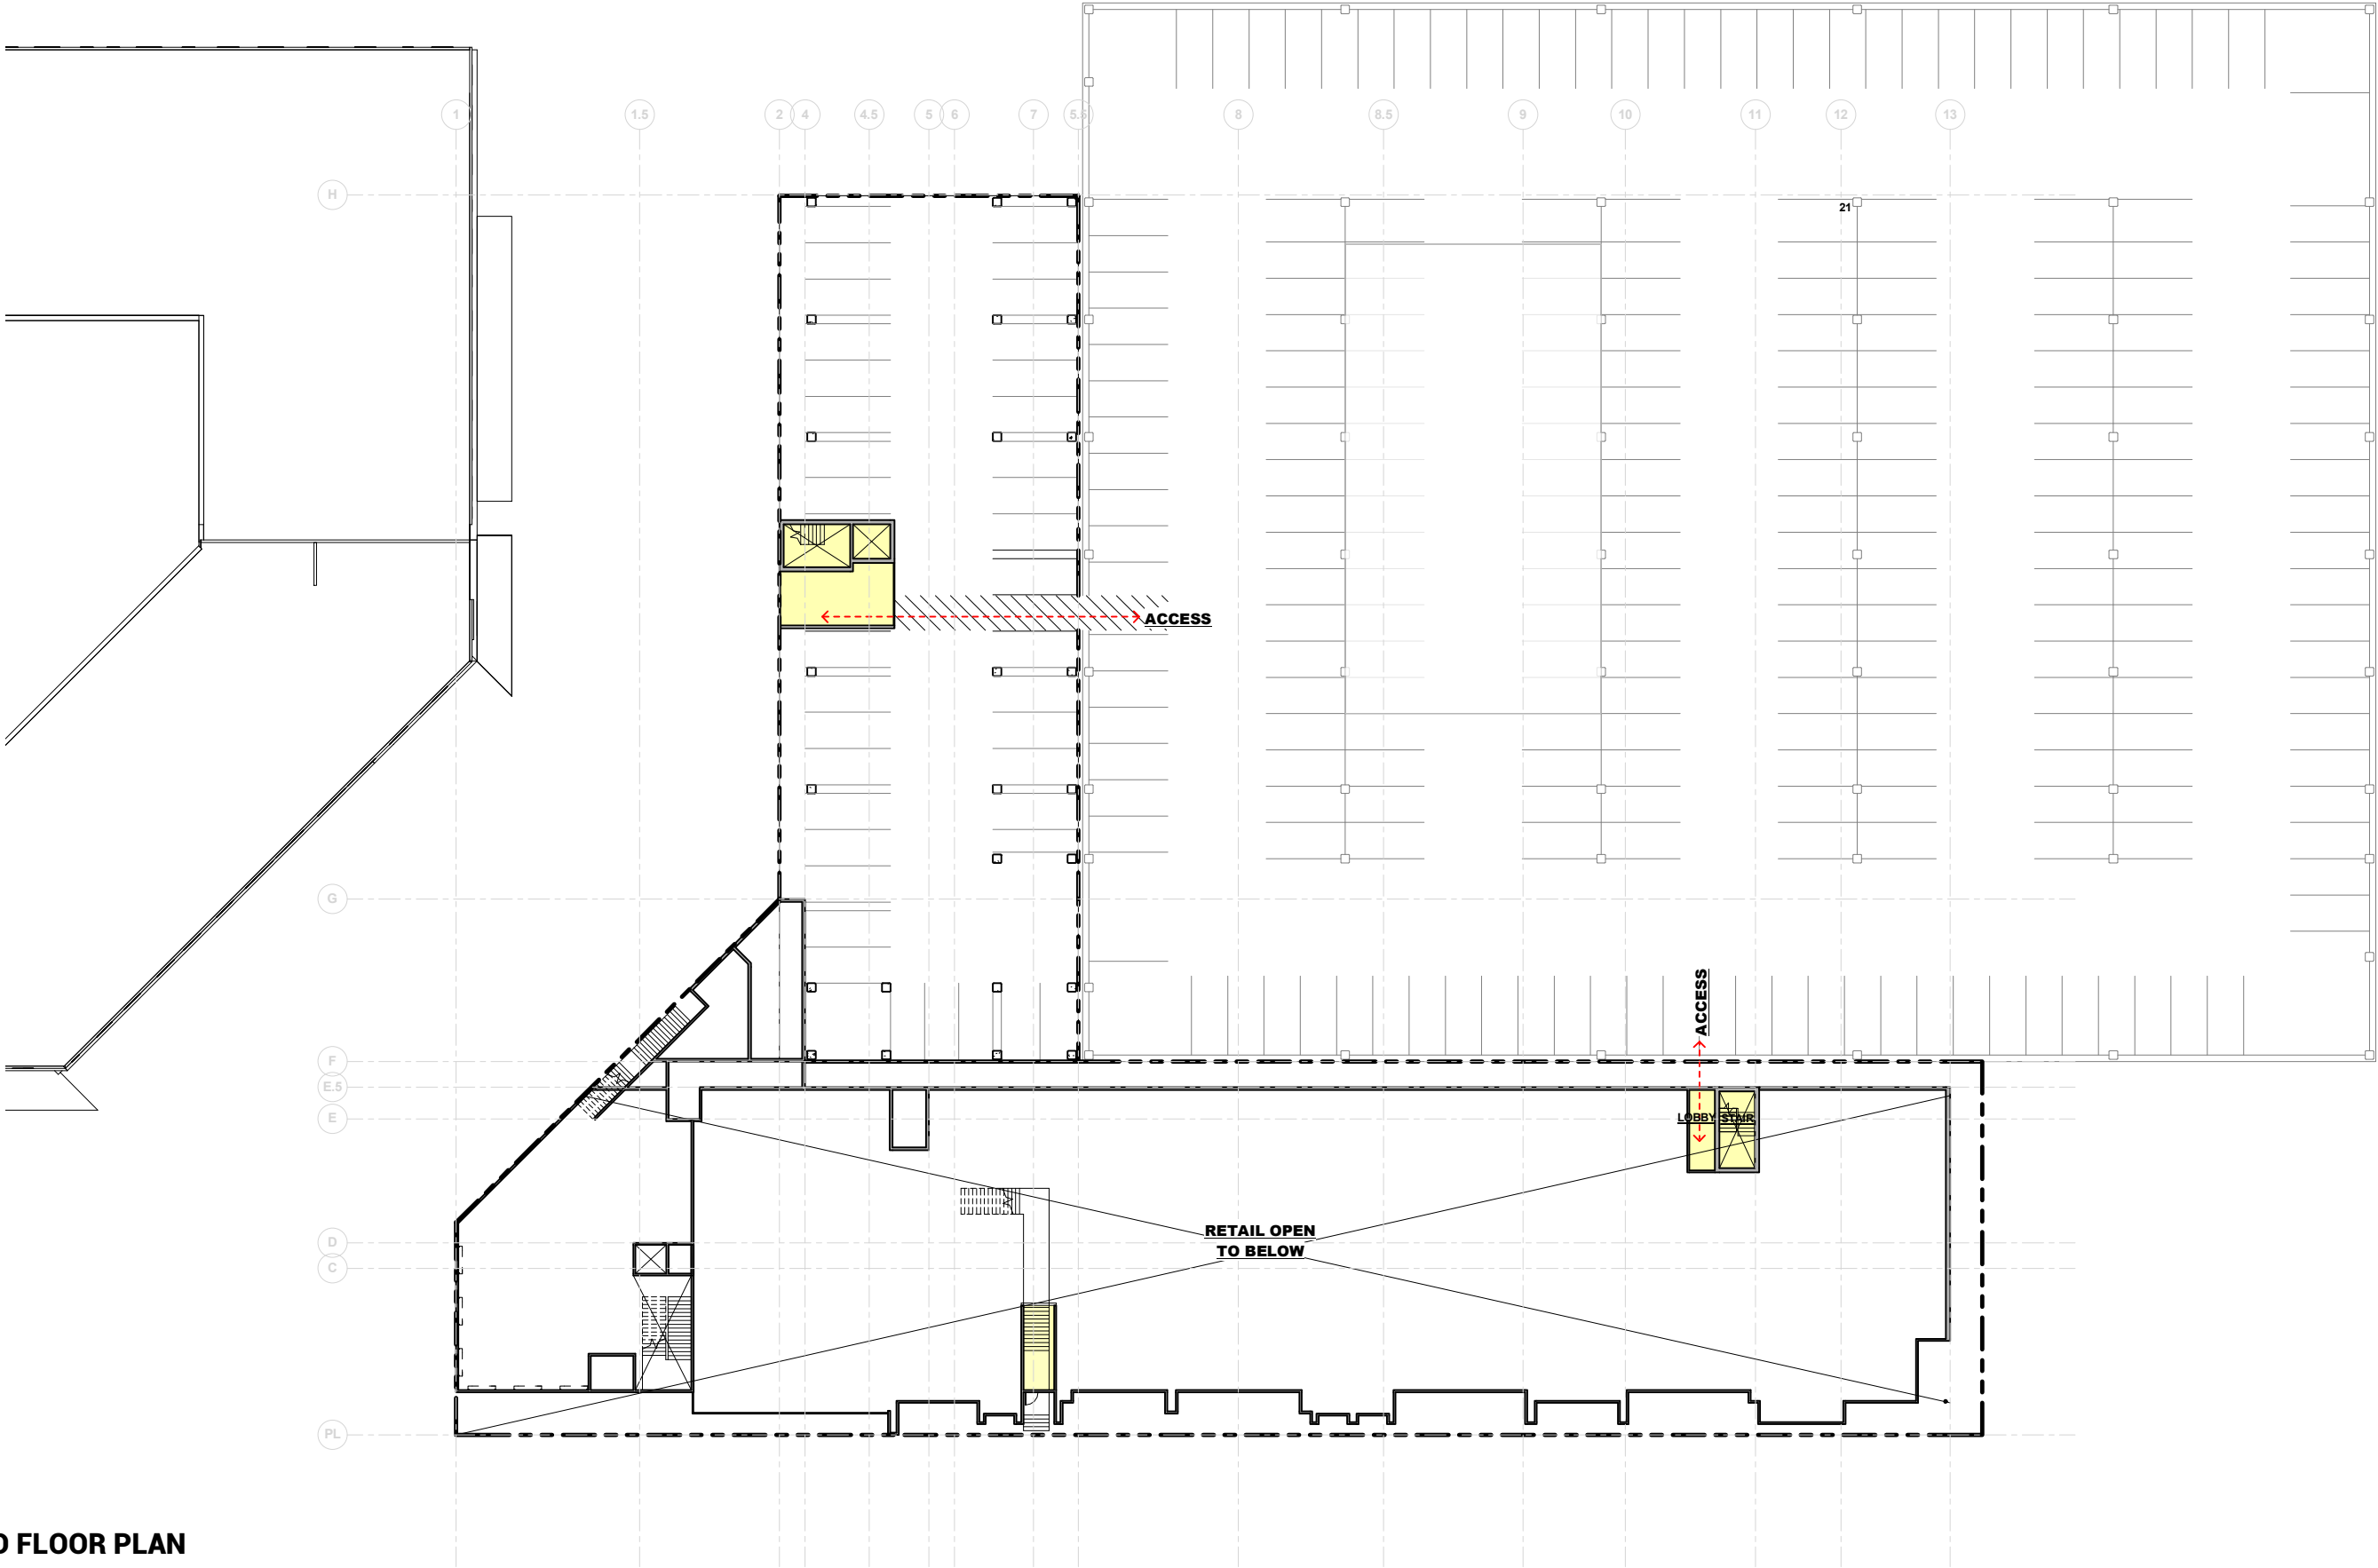 1
1.5
2
4
4.5
5
6
7
8
8.5
9
10
11
12
13
H
21
ACCESS
G
ACCESS
F
E.5
E
LOBBY STAIR
RETAIL OPEN
TO BELOW
D
C
PL
FLOOR PLAN